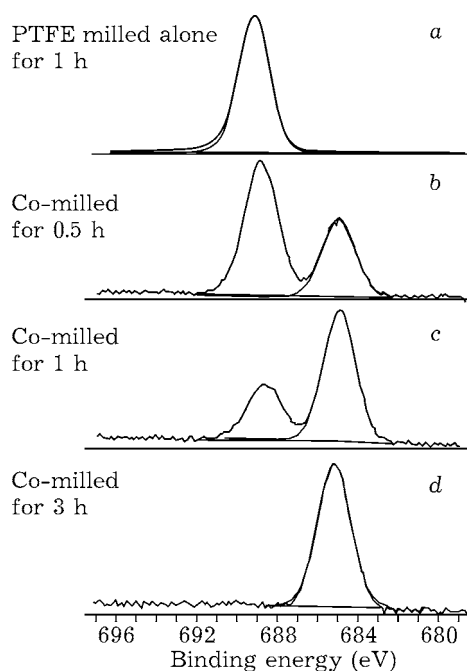 PTFE milled alone
for 1 h
a
Co-milled
for 0.5 h
b
Co-milled
for 1 h
c
Co-milled
for 3 h
d
696 692 688 684 680
Binding energy (eV)